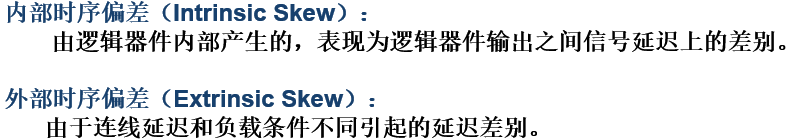 内部时序偏差（Intrinsic Skew）：
由逻辑器件内部产生的，表现为逻辑器件输出之间信号延迟上的差别。
外部时序偏差（Extrinsic Skew）：
由于连线延迟和负载条件不同引起的延迟差别。